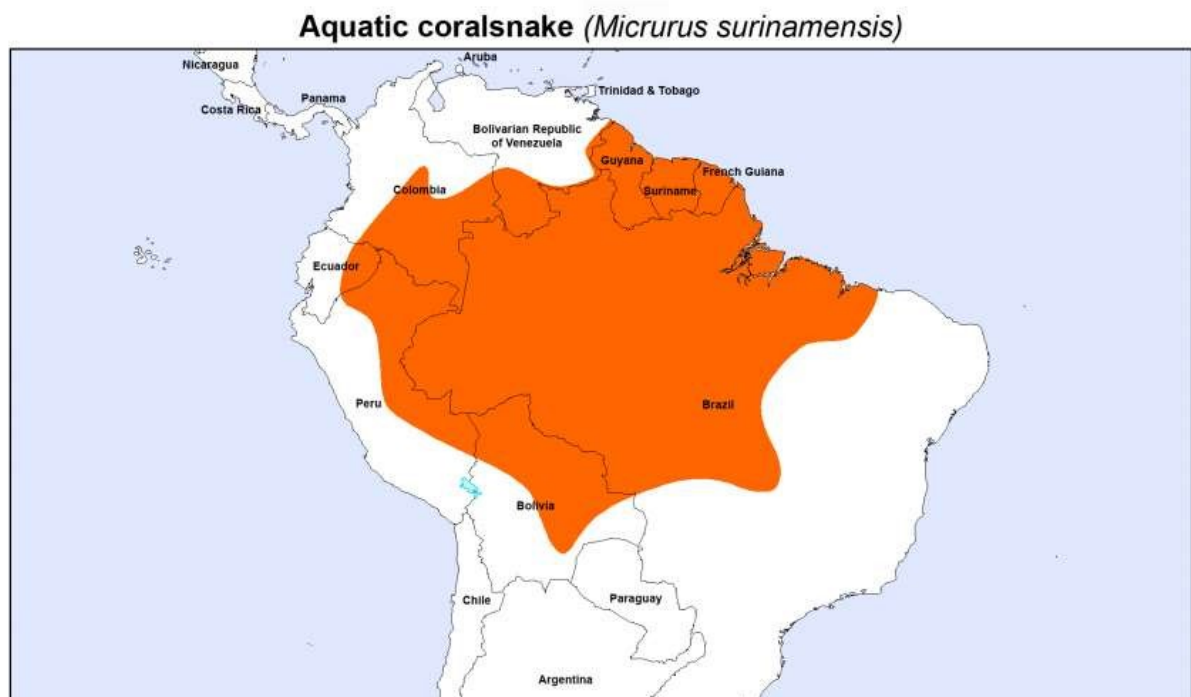 Aquatic coralsnake (Micrurus surinamensis)
Aruba
Nicaragua
Trinidad & Tobago
Panama
Costa Rica
Bolivarian Republic
of Venezuela
Guyana
French Guiana
Colombia
Suriname
Ecuador
Peru
Brazil
Bolivia
Chile
Paraguay
Argentina